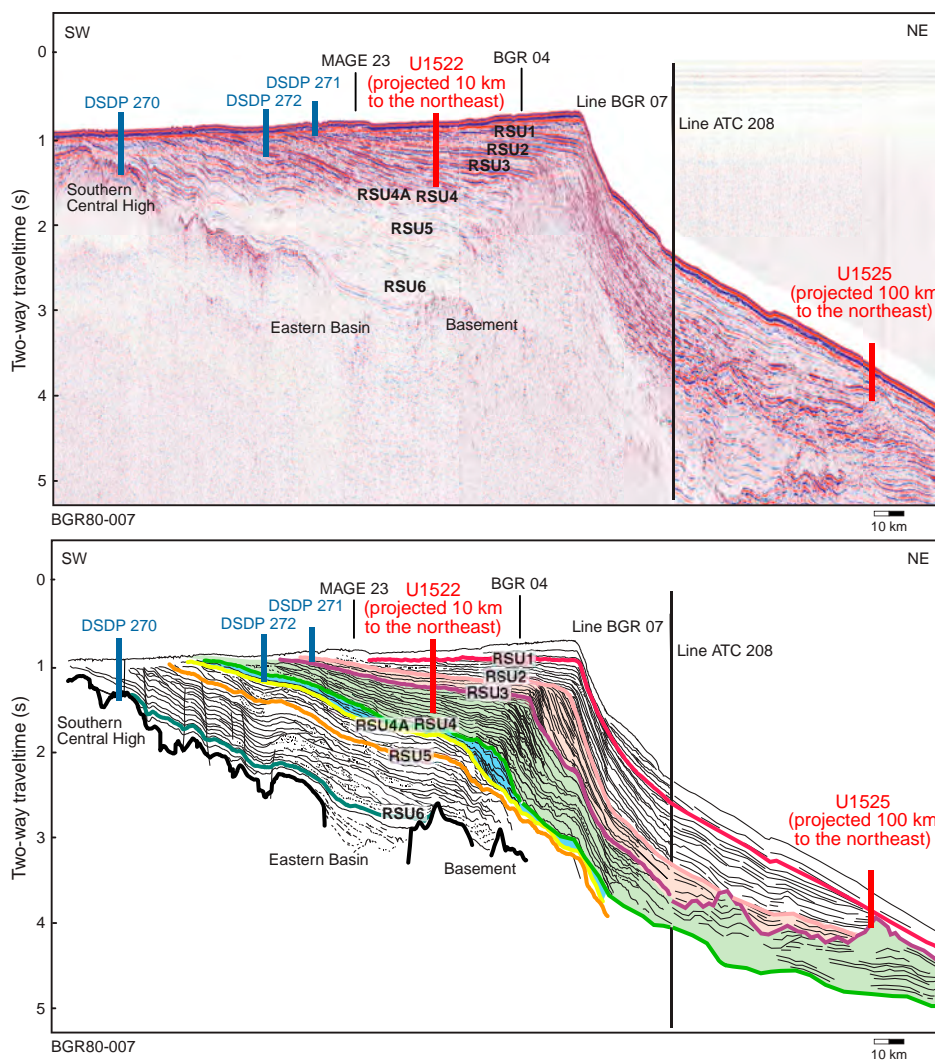 SW
NE
0
MAGE 23
U1522
(projected 10 km
to the northeast)
BGR 04
DSDP 271
DSDP 270
DSDP 272
Line BGR 07
Line ATC 208
1
RSU1
RSU2
RSU3
Southern
Central High
RSU4A
RSU4
2
RSU5
U1525
(projected 100 km
to the northeast)
RSU6
3
Eastern Basin
Basement
4
5
Two-way traveltime (s)
BGR80-007
10 km
SW
NE
0
MAGE 23
U1522
(projected 10 km
to the northeast)
BGR 04
DSDP 271
DSDP 270
DSDP 272
Line BGR 07
Line ATC 208
1
RSU1
RSU2
RSU3
Southern
Central High
RSU4A
RSU4
2
RSU5
RSU6
U1525
(projected 100 km
to the northeast)
3
Eastern Basin
Basement
4
5
Two-way traveltime (s)
BGR80-007
10 km